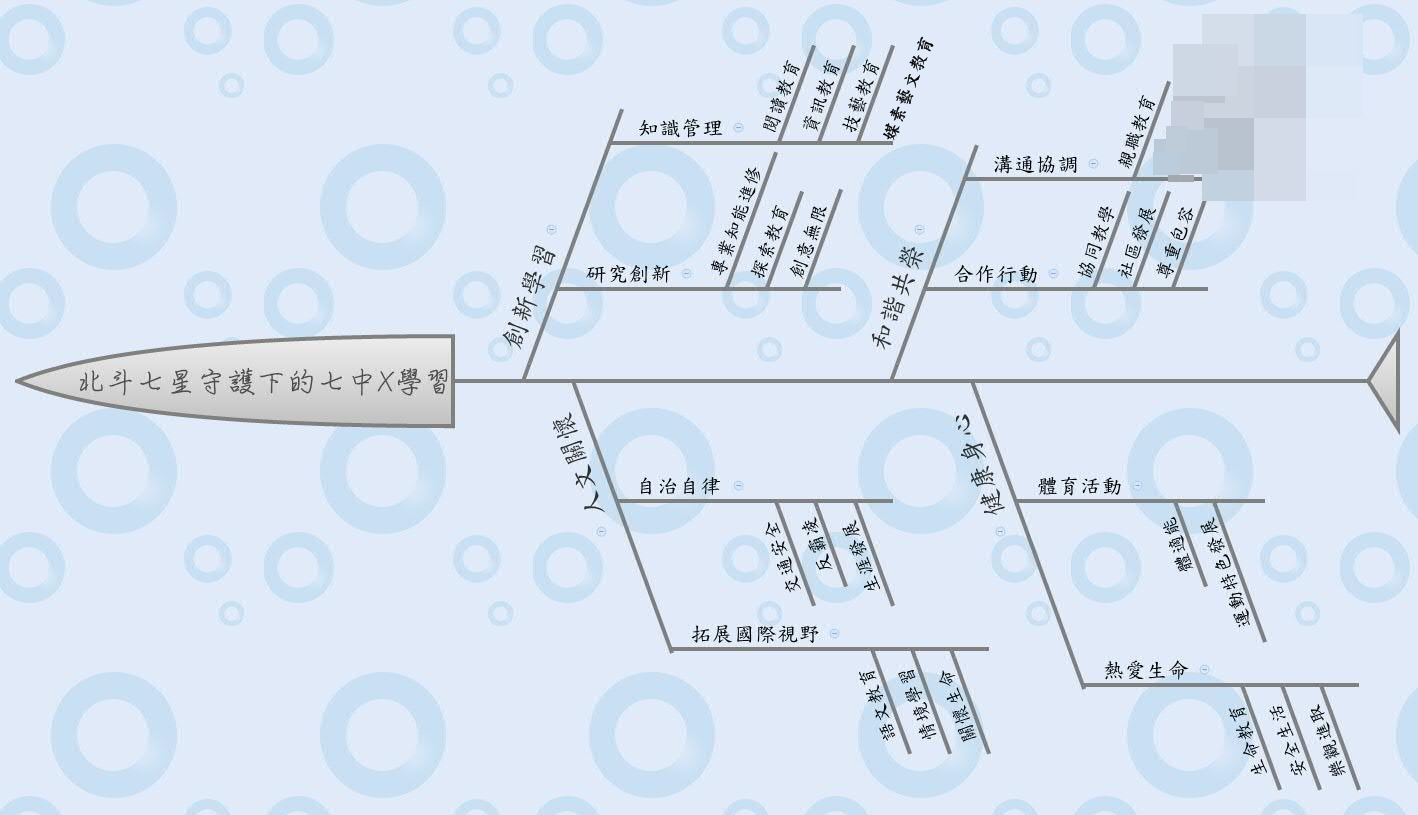 北斗七星守護下的七中X學習
創新學習
知識管理
閱讀教育
資訊教育
技藝教育
媒素藝文教育
研究創新
專業知能進修
探索教育
創意無限
和諧共榮
溝通協調
親職教育
合作行動
協同教學
社區發展
尊重包容
人文關懷
自治自律
交通安全
反霸凌
生涯發展
拓展國際視野
語文教育
情境學習
關懷生命
健康身心
體育活動
體適能
運動特色發展
熱愛生命
生命教育
安全生活
樂觀進取